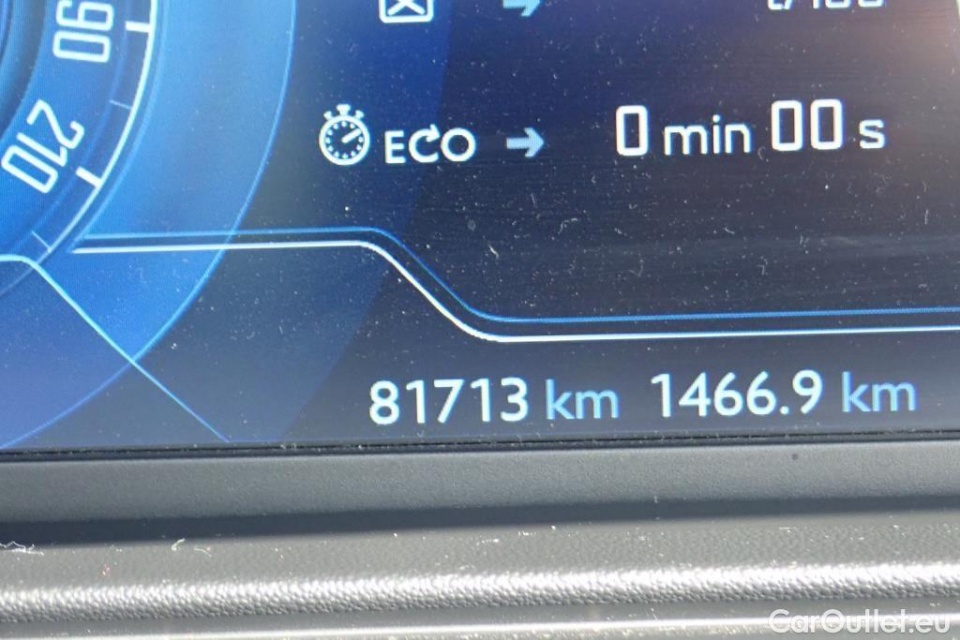 190
210
ECO → 0 min 00 s
81713 km 1466.9 km
CarOutlet.eu